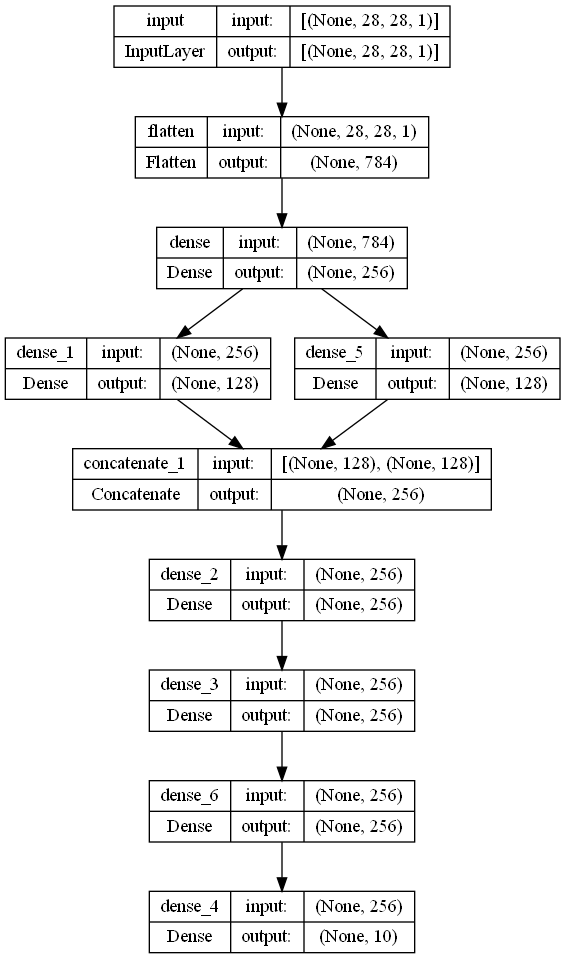 input input: [(None, 28, 28, 1)]
InputLayer output: [(None, 28, 28, 1)]
flatten input: (None, 28, 28, 1)
Flatten output: (None, 784)
dense input: (None, 784)
Dense output: (None, 256)
dense_1 input: (None, 256)
Dense output: (None, 128)
dense_5 input: (None, 256)
Dense output: (None, 128)
concatenate_1 input: [(None, 128), (None, 128)]
Concatenate output: (None, 256)
dense_2 input: (None, 256)
Dense output: (None, 256)
dense_3 input: (None, 256)
Dense output: (None, 256)
dense_6 input: (None, 256)
Dense output: (None, 256)
dense_4 input: (None, 256)
Dense output: (None, 10)